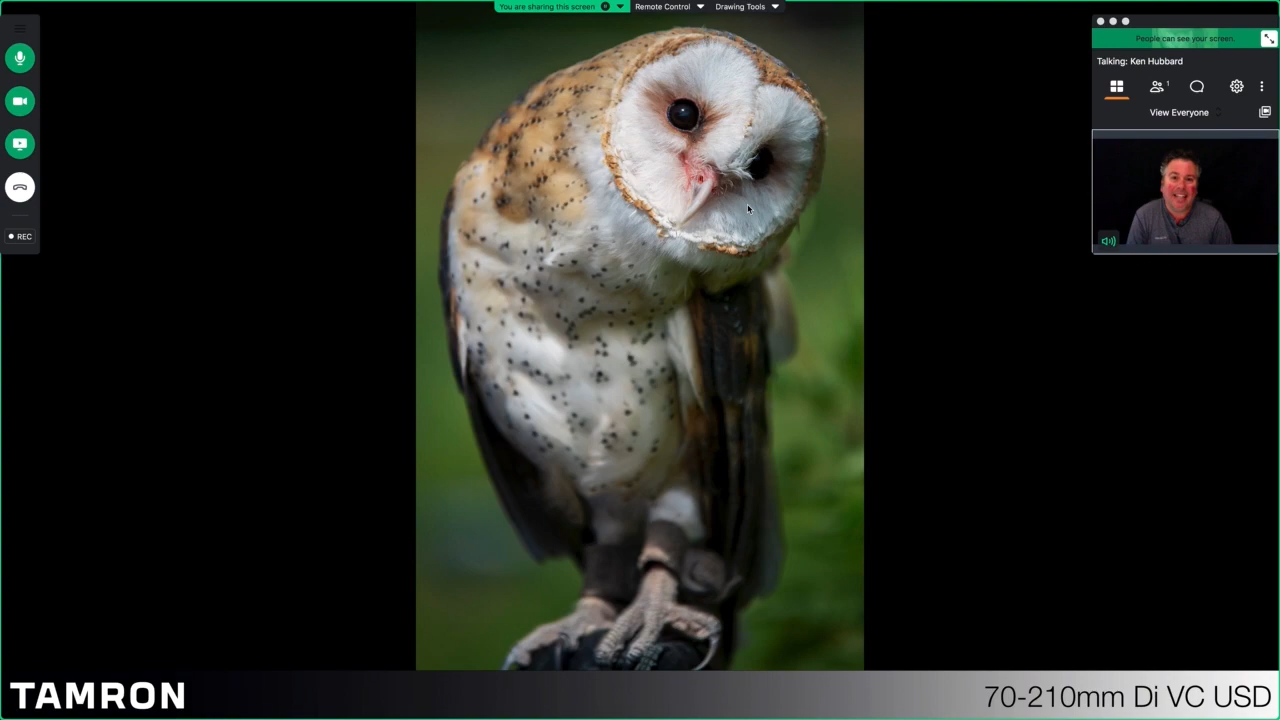 You are sharing this screen
Remote Control
Drawing Tools
People can see your screen.
Talking: Ken Hubbard
1
View Everyone
REC
TAMRON
70-210mm Di VC USD